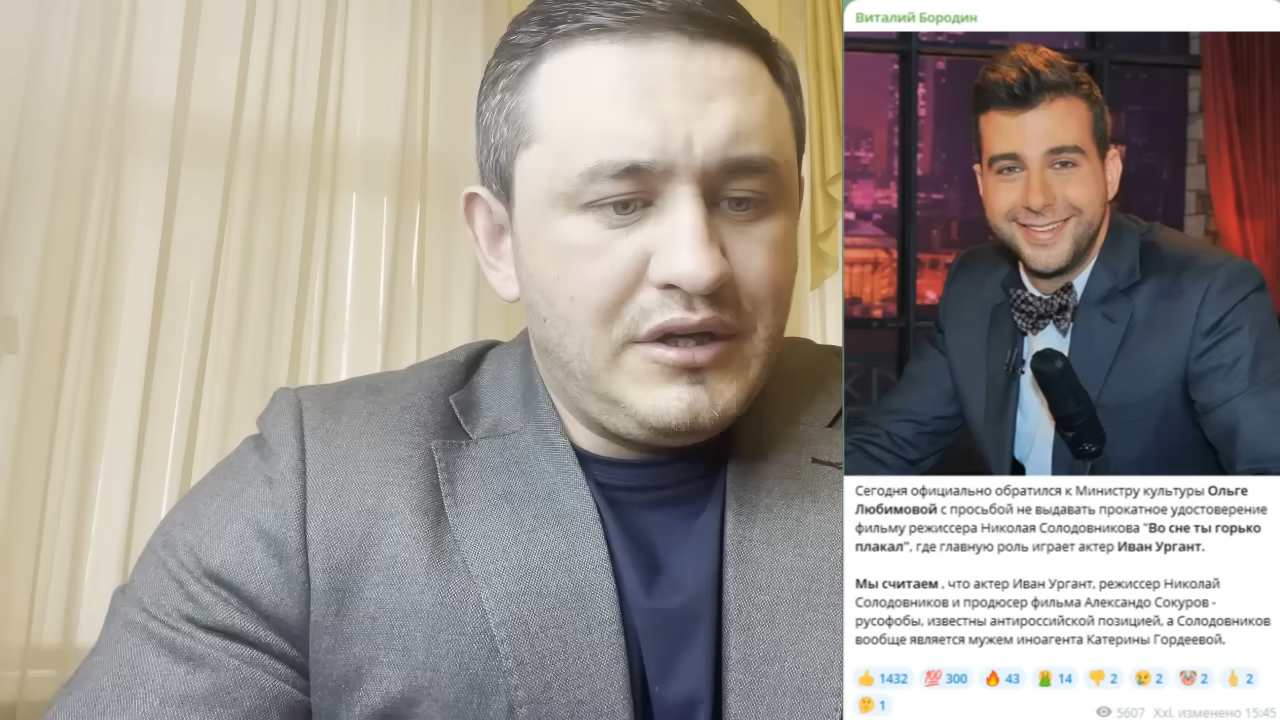 Виталий Бородин
Сегодня официально обратился к Министру культуры Ольге
Любимовой с просьбой не выдавать прокатное удостоверение
фильму режиссера Николая Солодовникова "Во сне ты горько
плакал", где главную роль играет актер Иван Ургант.
Мы считаем , что актер Иван Ургант, режиссер Николай
Солодовников и продюсер фильма Александо Сокуров -
русофобы, известны антироссийской позицией, а Солодовников
вообще является мужем иноагента Катерины Гордеевой.
1432 300 43 14 2 2 2 2
1
5607 Xxl, изменено 15:45